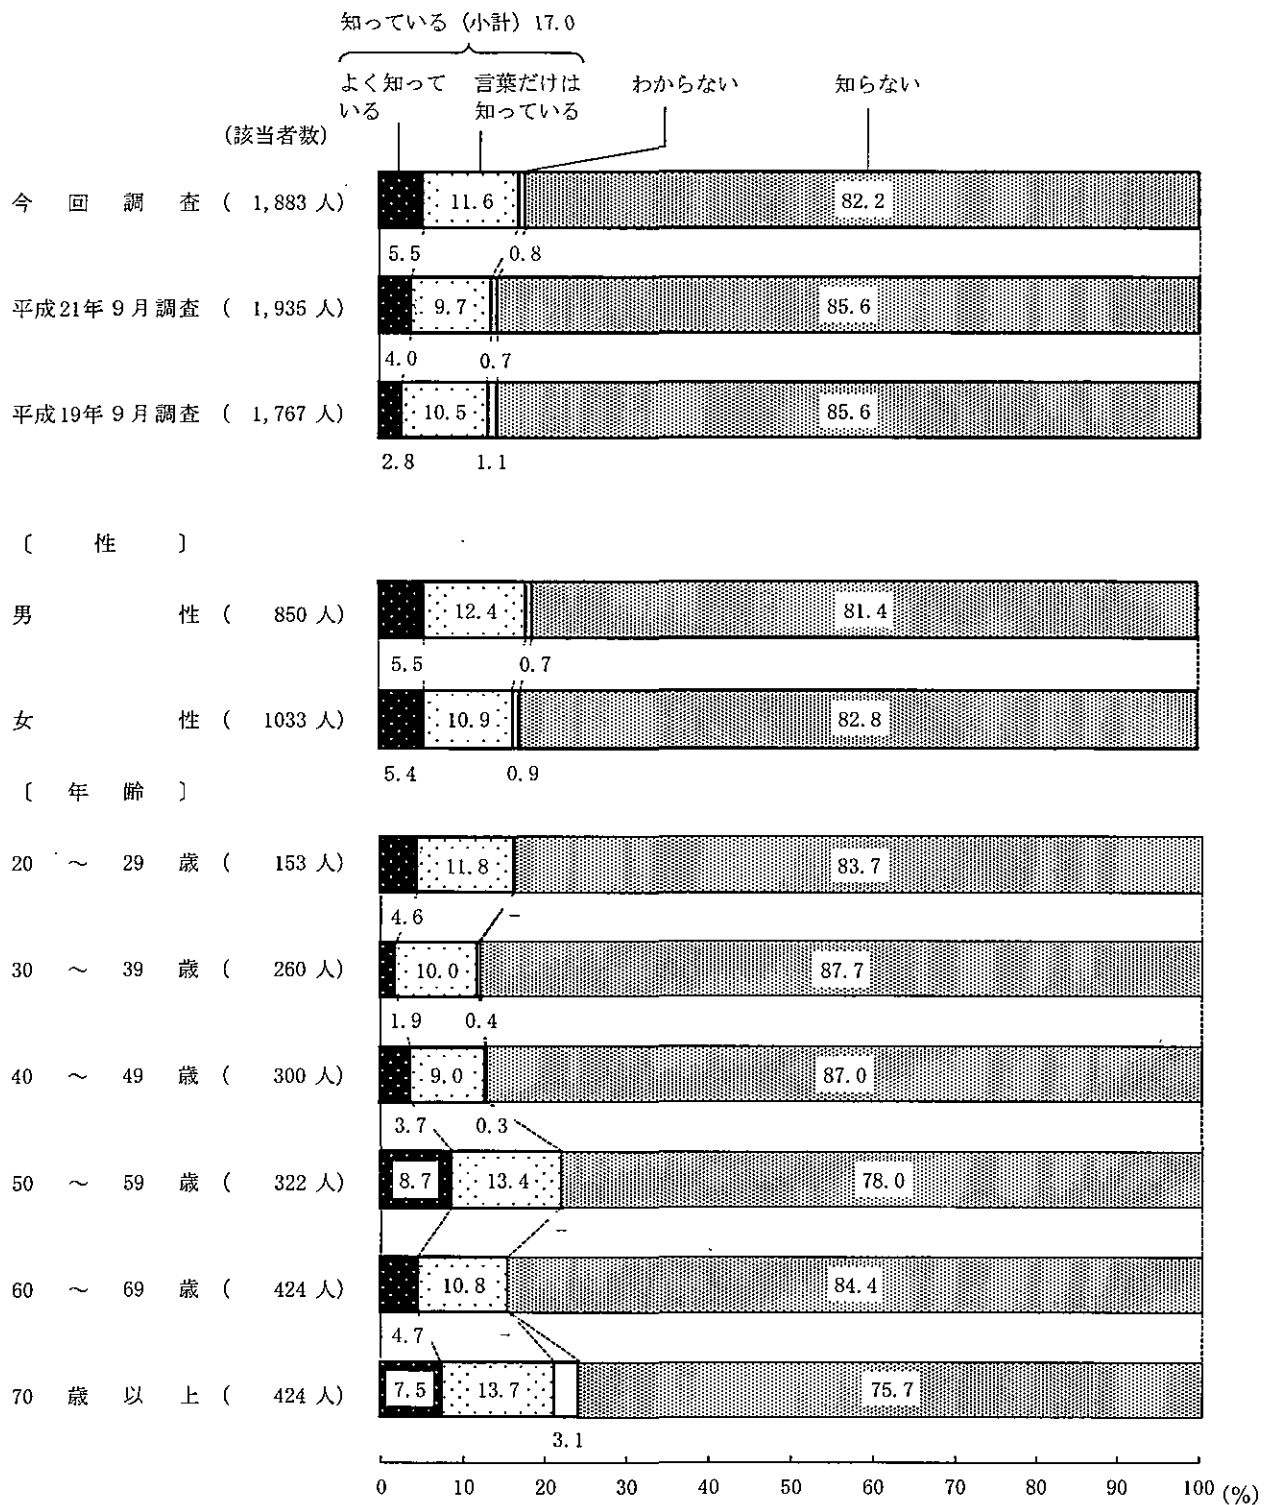 知っている（小計）17.0
よく知って 言葉だけは わからない 知らない
いる 知っている
（該当者数）
今回調査（ 1,883 人） 11.6 82.2
5.5 0.8
平成21年9月調査（ 1,935 人） 9.7 85.6
4.0 0.7
平成19年9月調査（ 1,767 人） 10.5 85.6
2.8 1.1
〔 性 〕
男性（ 850 人） 12.4 81.4
5.5 0.7
女性（ 1033 人） 10.9 82.8
5.4 0.9
〔 年齢 〕
20 ～ 29 歳（ 153 人） 11.8 83.7
4.6 －
30 ～ 39 歳（ 260 人） 10.0 87.7
1.9 0.4
40 ～ 49 歳（ 300 人） 9.0 87.0
3.7 0.3
50 ～ 59 歳（ 322 人） 8.7 13.4 78.0
－
60 ～ 69 歳（ 424 人） 10.8 84.4
4.7 －
70 歳以上（ 424 人） 7.5 13.7 75.7
3.1
0 10 20 30 40 50 60 70 80 90 100 (%)